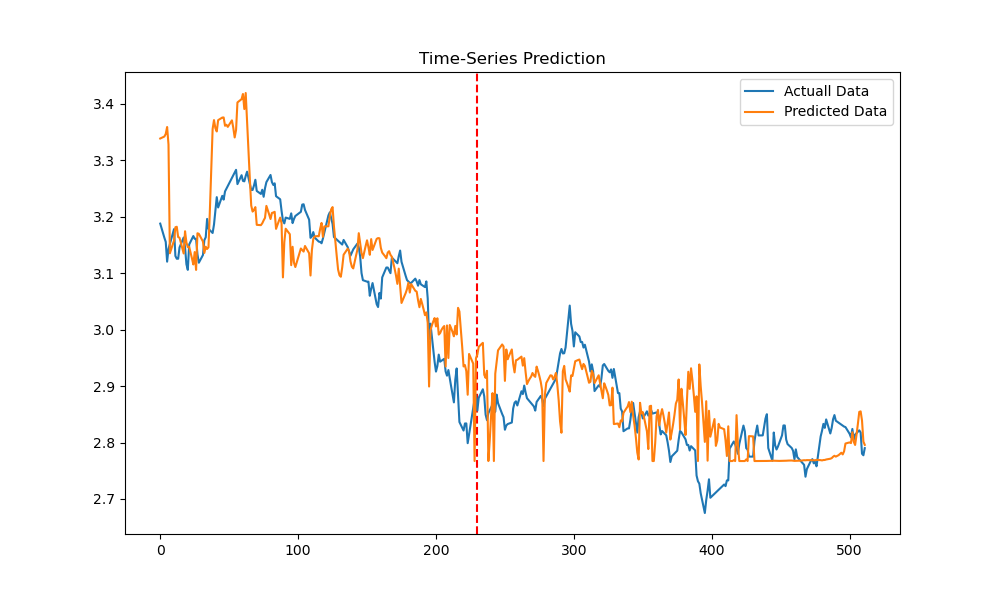 Time-Series Prediction
Actuall Data
Predicted Data
3.4
3.3
3.2
3.1
3.0
2.9
2.8
2.7
0 100 200 300 400 500